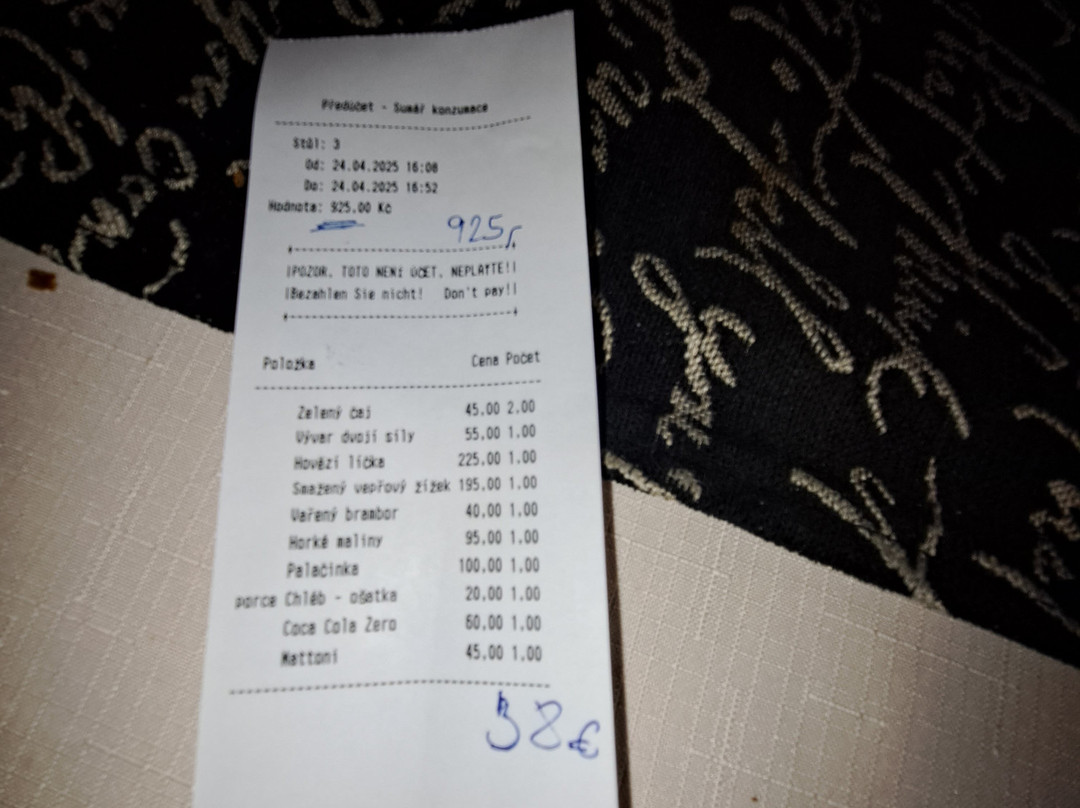 Předúčet - Sumář konzumace
Stůl: 3
Od: 24.04.2025 16:08
Do: 24.04.2025 16:52
Hodnota: 925.00 Kč
925,-
!POZOR, TOTO NENÍ ÚČET, NEPLAŤTE!!
!Bezahlen Sie nicht! Don't pay!!
Položka Cena Počet
Zelený čaj 45.00 2.00
Vývar dvojí síly 55.00 1.00
Hovězí líčka 225.00 1.00
Smažený vepřový žížek 195.00 1.00
Vařený brambor 40.00 1.00
Horké maliny 95.00 1.00
Palačinka 100.00 1.00
porce Chléb - ošatka 20.00 1.00
Coca Cola Zero 60.00 1.00
Mattoni 45.00 1.00
38€